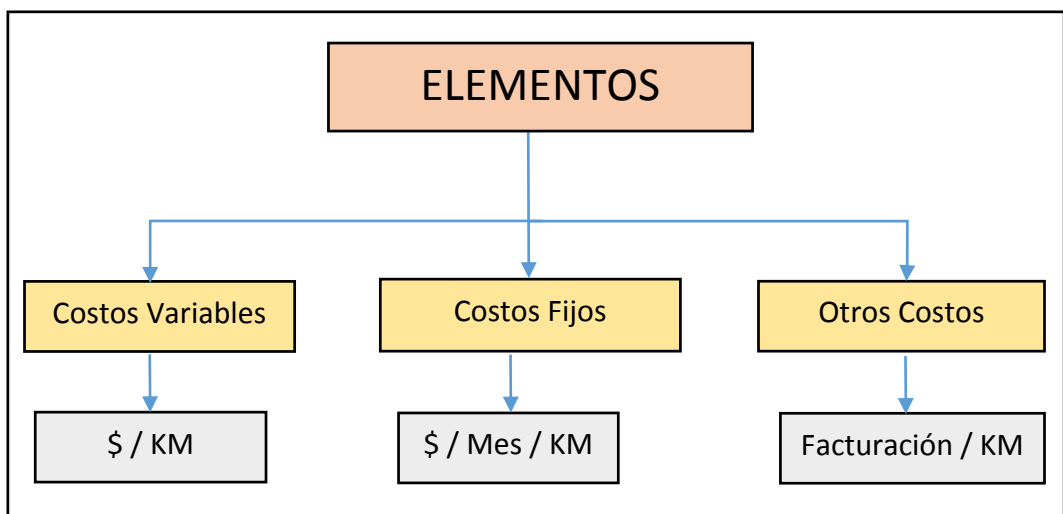 ELEMENTOS
Costos Variables
Costos Fijos
Otros Costos
$ / KM
$ / Mes / KM
Facturación / KM